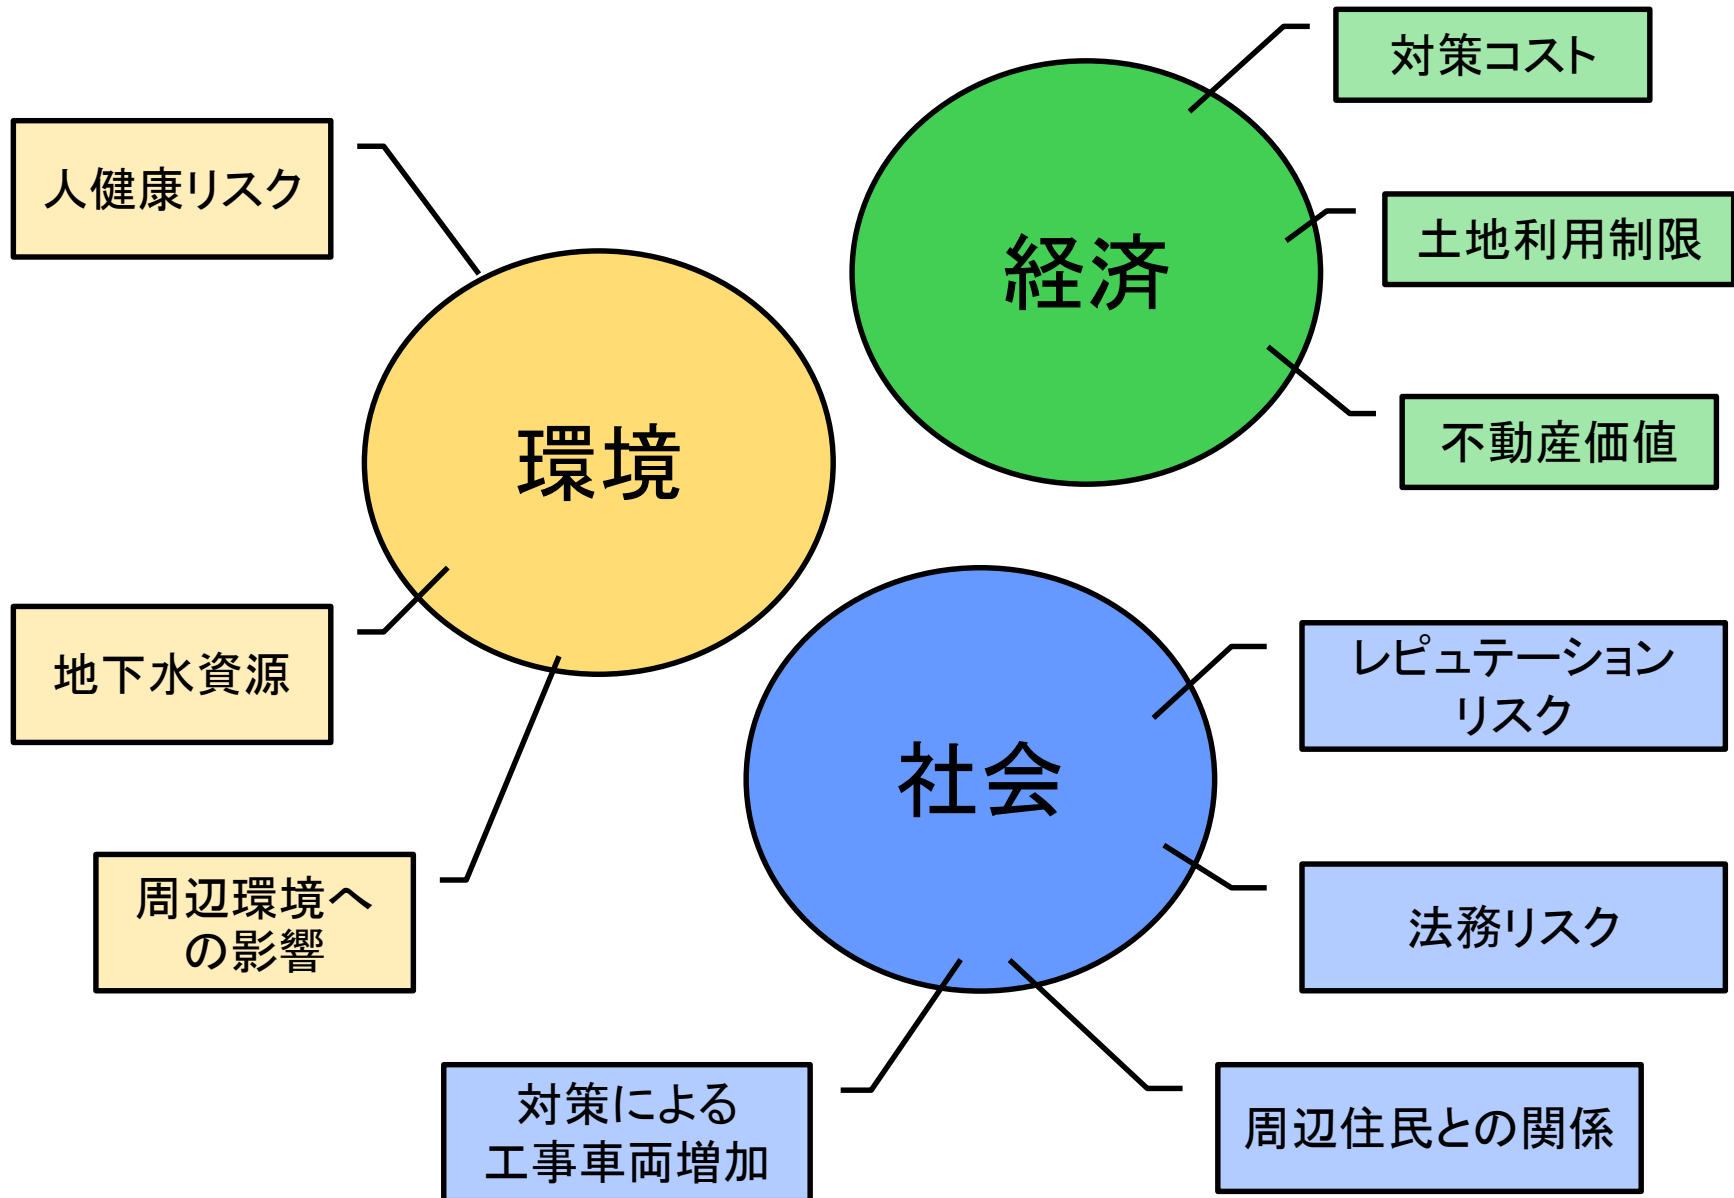 対策コスト
人健康リスク
土地利用制限
経済
不動産価値
環境
地下水資源
レピュテーション
リスク
社会
周辺環境へ
の影響
法務リスク
対策による
工事車両増加
周辺住民との関係